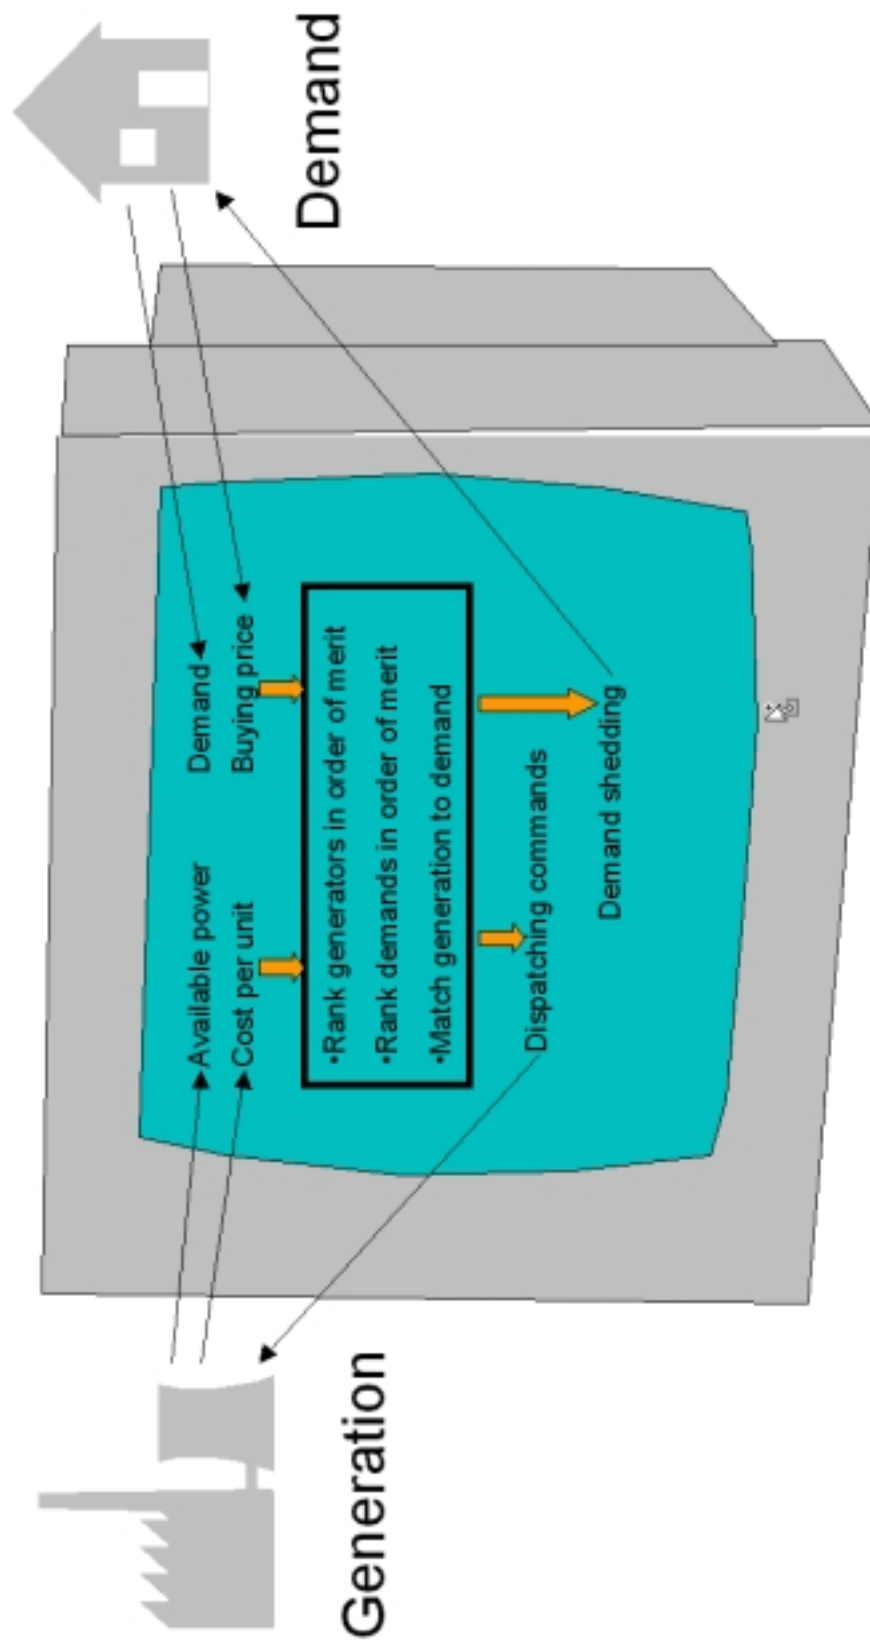 Generation
Demand
Available power
Cost per unit
Demand
Buying price
•Rank generators in order of merit
•Rank demands in order of merit
•Match generation to demand
Dispatching commands
Demand shedding